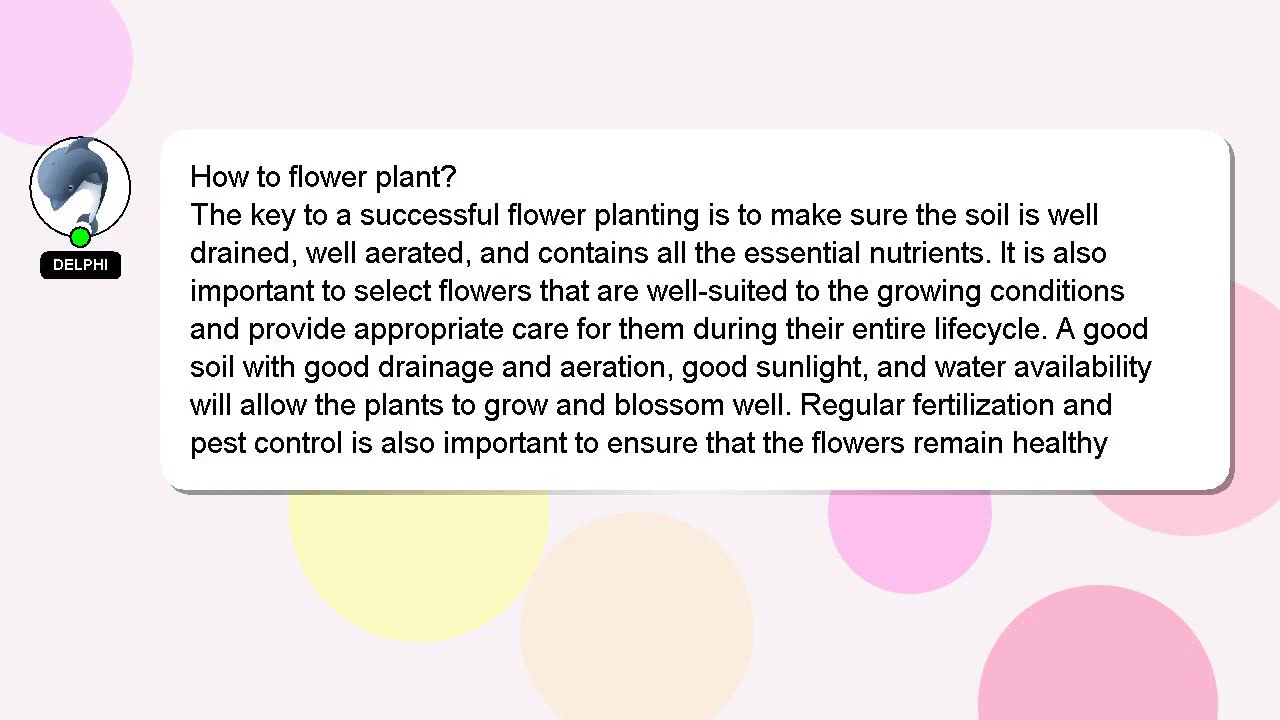 How to flower plant?
The key to a successful flower planting is to make sure the soil is well
drained, well aerated, and contains all the essential nutrients. It is also
important to select flowers that are well-suited to the growing conditions
and provide appropriate care for them during their entire lifecycle. A good
soil with good drainage and aeration, good sunlight, and water availability
will allow the plants to grow and blossom well. Regular fertilization and
pest control is also important to ensure that the flowers remain healthy
DELPHI